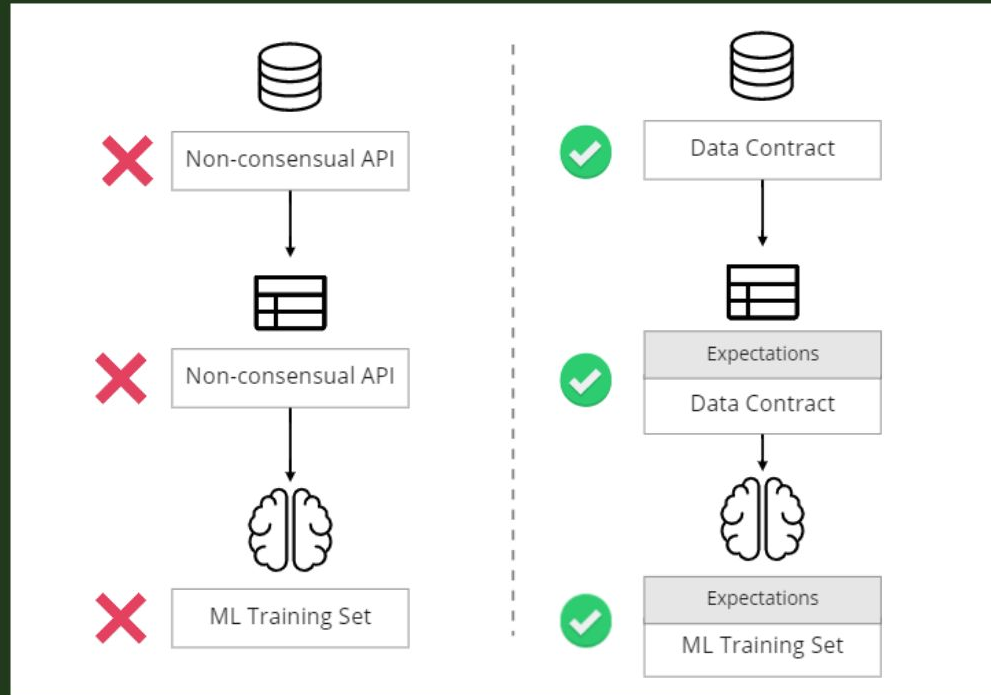 Non-consensual API
Non-consensual API
ML Training Set
Data Contract
Expectations
Data Contract
Expectations
ML Training Set